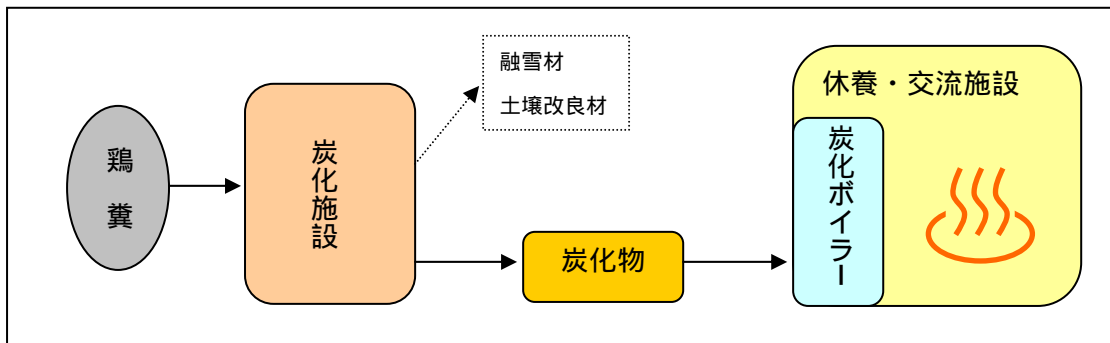 鶏糞
炭化施設
融雪材
土壌改良材
炭化物
休養・交流施設
炭化ボイラー